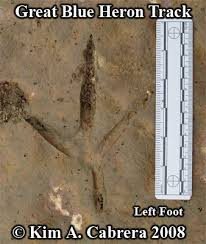 Great Blue Heron Track
Left Foot
© Kim A. Cabrera 2008